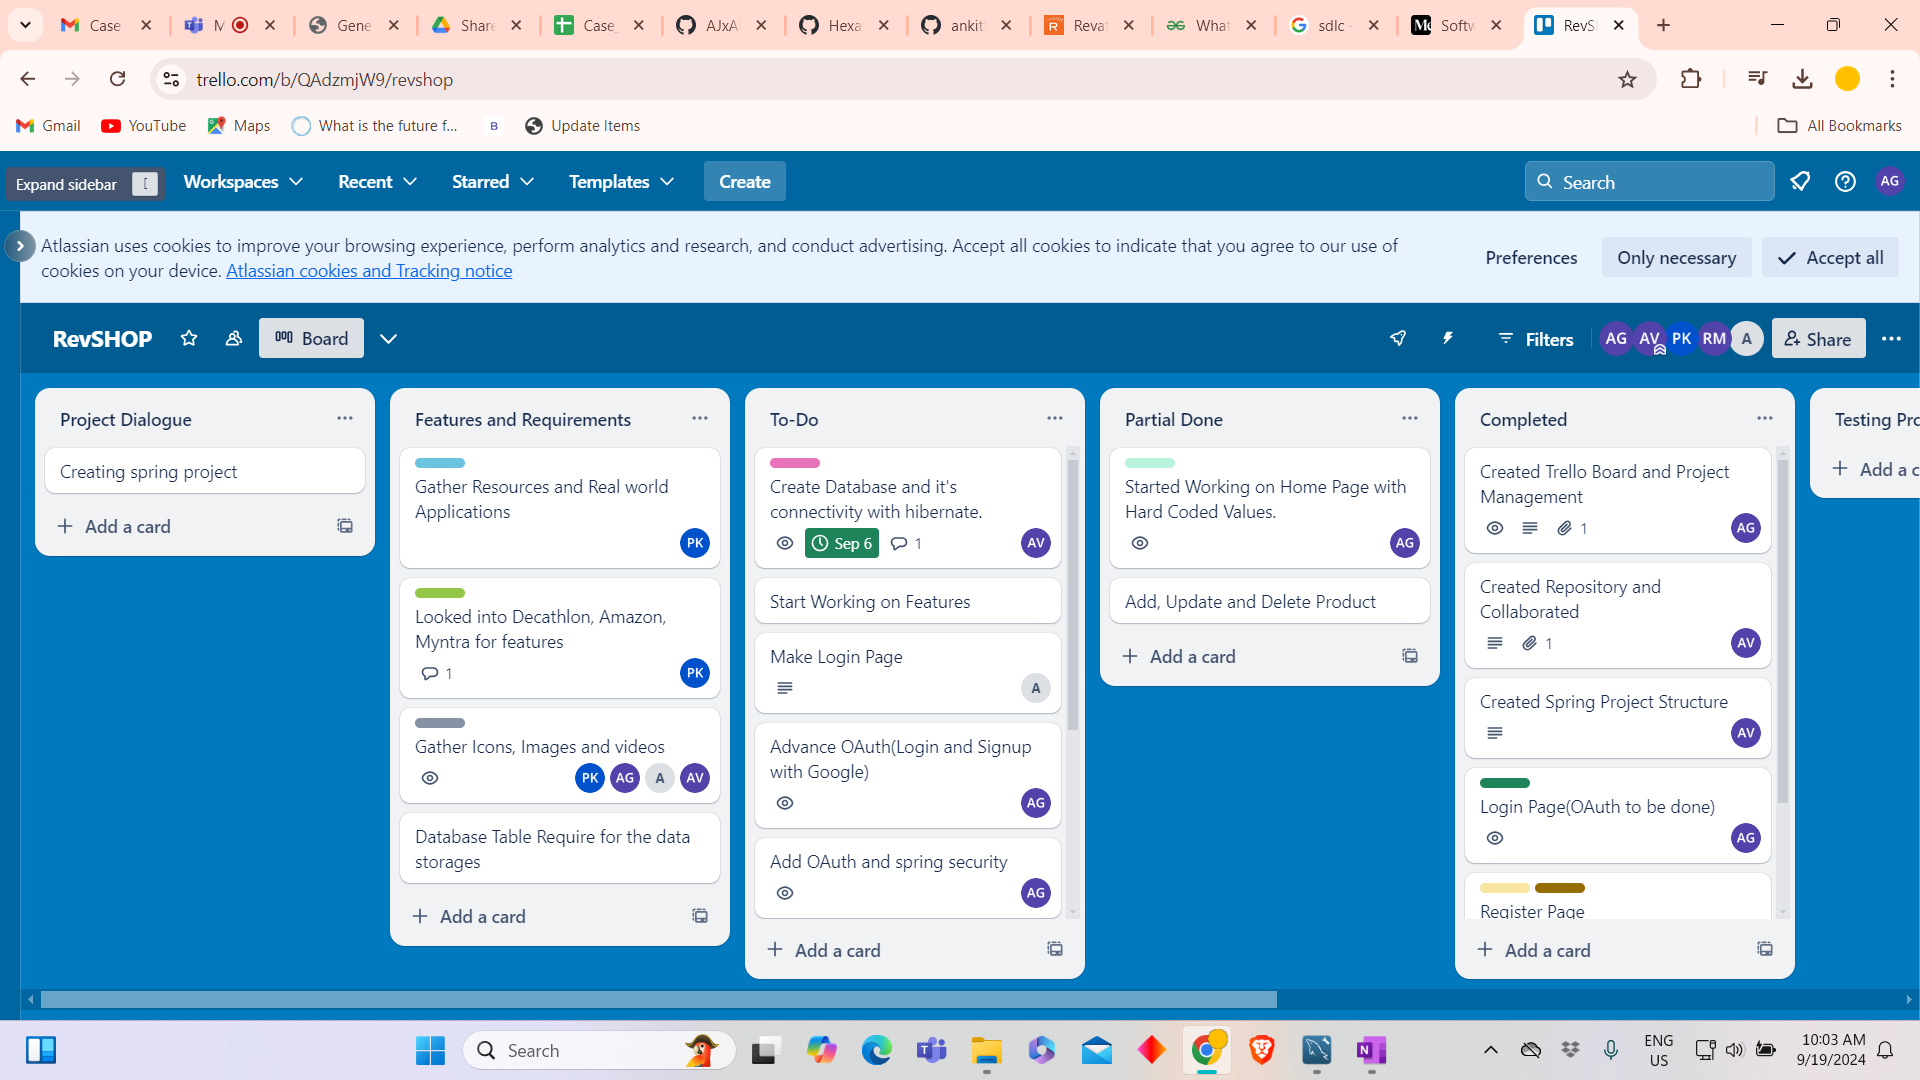 Case
M
Gene
Share
Case_
AJxA
Hexa
ankit
Revat
What
sdlc -
Softw
RevSH
trello.com/b/QAdzmjW9/revshop
Gmail
YouTube
Maps
What is the future f...
B
Update Items
All Bookmarks
Expand sidebar [
Workspaces
Recent
Starred
Templates
Create
Search
AG
Atlassian uses cookies to improve your browsing experience, perform analytics and research, and conduct advertising. Accept all cookies to indicate that you agree to our use of
cookies on your device. Atlassian cookies and Tracking notice
Preferences
Only necessary
Accept all
RevSHOP
Board
Filters
AG AV PK RM A
Share
Project Dialogue
Creating spring project
Add a card
Features and Requirements
Gather Resources and Real world
Applications
PK
Looked into Decathlon, Amazon,
Myntra for features
1
PK
Gather Icons, Images and videos
PK AG A AV
Database Table Require for the data
storages
Add a card
To-Do
Create Database and it's
connectivity with hibernate.
Sep 6 1 AV
Start Working on Features
Make Login Page
A
Advance OAuth(Login and Signup
with Google)
AG
Add OAuth and spring security
AG
Add a card
Partial Done
Started Working on Home Page with
Hard Coded Values.
AG
Add, Update and Delete Product
Add a card
Completed
Created Trello Board and Project
Management
1 AG
Created Repository and
Collaborated
1 AV
Created Spring Project Structure
AV
Login Page(OAuth to be done)
AG
Register Page
Add a card
Testing Pro
Add a c
Search
ENG
US
10:03 AM
9/19/2024